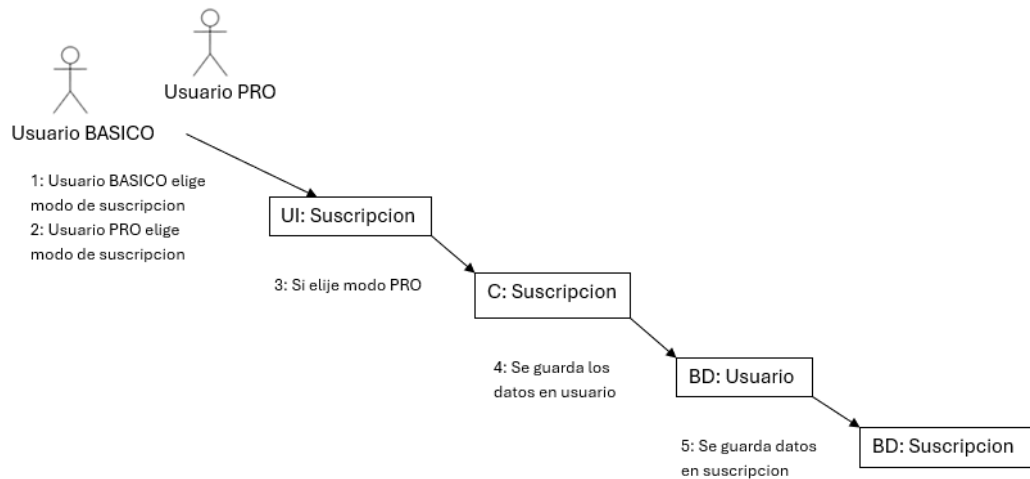 Usuario PRO
Usuario BASICO
1: Usuario BASICO elige
modo de suscripcion
2: Usuario PRO elige
modo de suscripcion
UI: Suscripcion
3: Si elije modo PRO
C: Suscripcion
4: Se guarda los
datos en usuario
BD: Usuario
5: Se guarda datos
en suscripcion
BD: Suscripcion